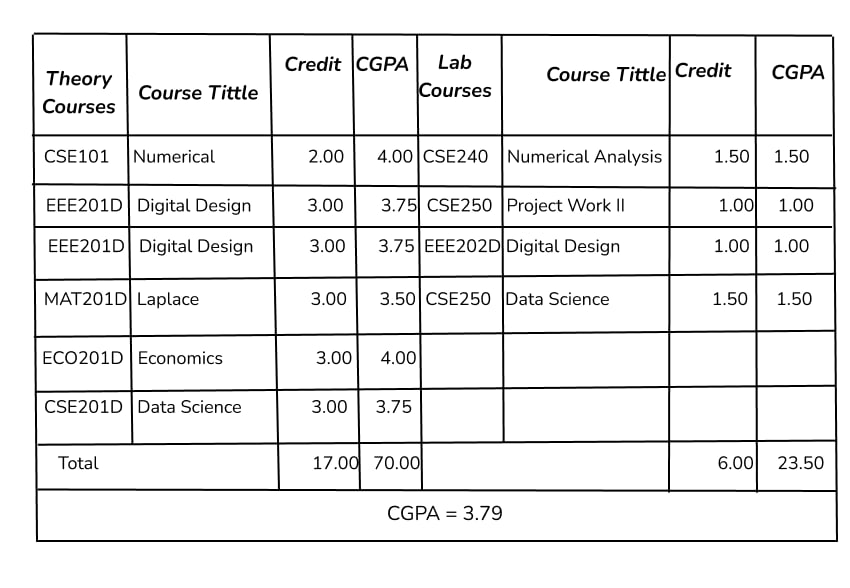 Theory Courses Course Tittle Credit CGPA Lab Courses Course Tittle Credit CGPA
CSE101 Numerical 2.00 4.00 CSE240 Numerical Analysis 1.50 1.50
EEE201D Digital Design 3.00 3.75 CSE250 Project Work II 1.00 1.00
EEE201D Digital Design 3.00 3.75 EEE202D Digital Design 1.00 1.00
MAT201D Laplace 3.00 3.50 CSE250 Data Science 1.50 1.50
ECO201D Economics 3.00 4.00
CSE201D Data Science 3.00 3.75
Total 17.00 70.00 6.00 23.50
CGPA = 3.79